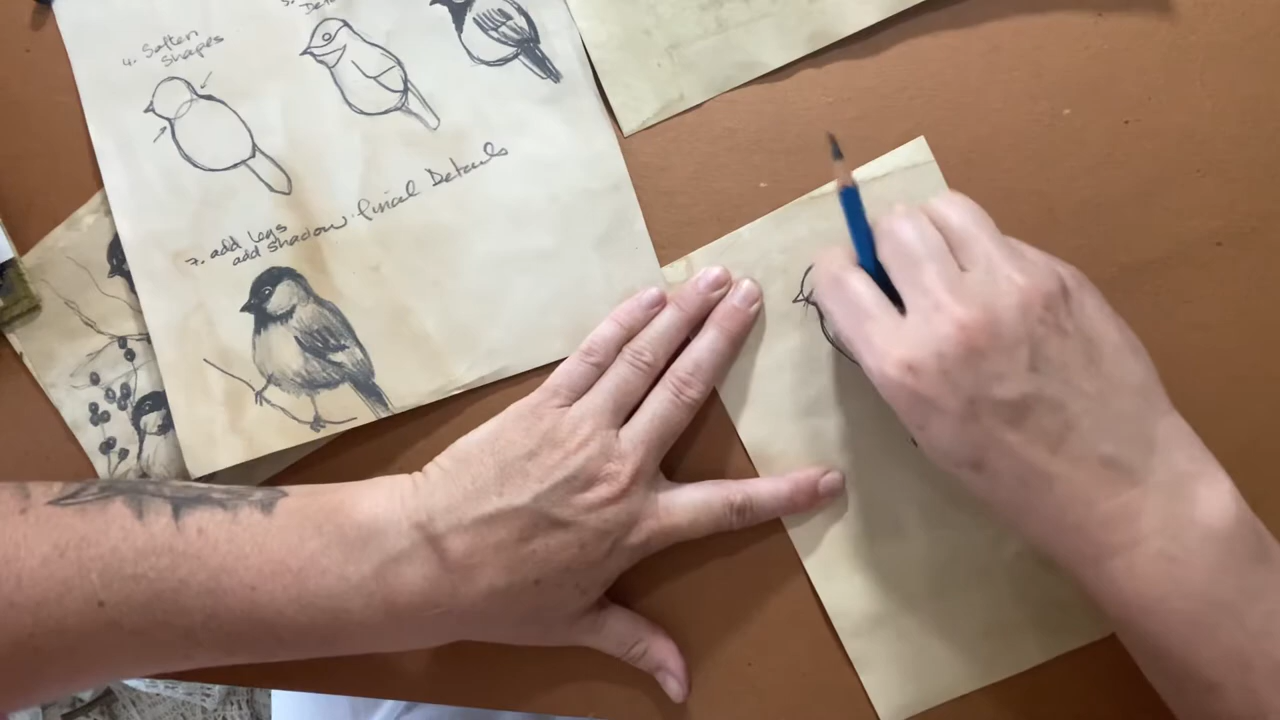 4. Soften
Shapes
7. add legs
add shadow final Details